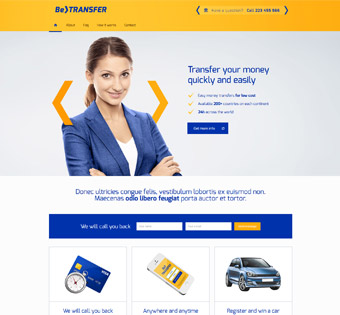 Be TRANSFER
Have a question? Call 223 455 986
About Faq How it works Contact
Transfer your money
quickly and easily
Easy money transfers for low cost
Available 200+ countries on each continent
24h across the world
Get more info
Donec ultricies congue felis, vestibulum lobortis ex euismod non.
Maecenas odio libero feugiat porta auctor et tortor.
We will call you back
We will call you back
Anywhere and anytime
Register and win a car